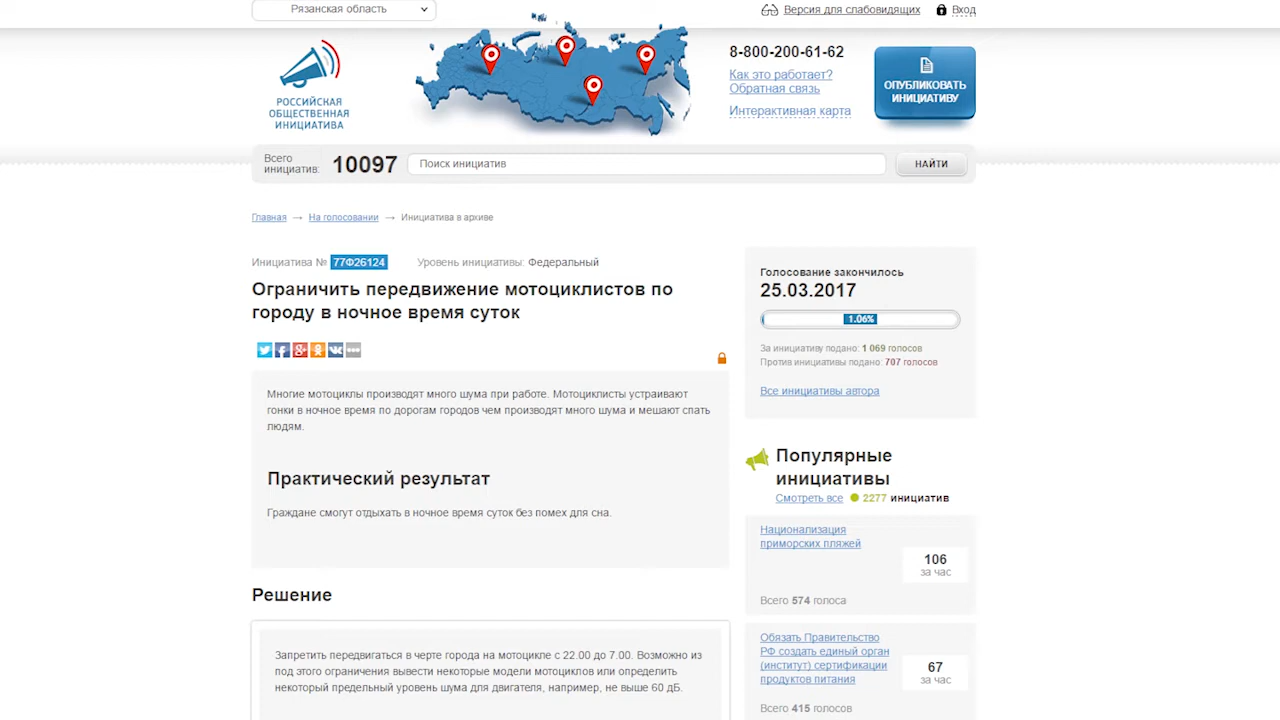 Рязанская область
Версия для слабовидящих
Вход
РОССИЙСКАЯ
ОБЩЕСТВЕННАЯ
ИНИЦИАТИВА
8-800-200-61-62
Как это работает?
Обратная связь
Интерактивная карта
ОПУБЛИКОВАТЬ
ИНИЦИАТИВУ
Всего
инициатив:
10097
Поиск инициатив
НАЙТИ
Главная → На голосовании → Инициатива в архиве
Инициатива № 77Ф26124 Уровень инициативы: Федеральный
Ограничить передвижение мотоциклистов по
городу в ночное время суток
Многие мотоциклы производят много шума при работе. Мотоциклисты устраивают
гонки в ночное время по дорогам городов чем производят много шума и мешают спать
людям.
Практический результат
Граждане смогут отдыхать в ночное время суток без помех для сна.
Решение
Запретить передвигаться в черте города на мотоцикле с 22.00 до 7.00. Возможно из
под этого ограничения вывести некоторые модели мотоциклов или определить
некоторый предельный уровень шума для двигателя, например, не выше 60 дБ.
Голосование закончилось
25.03.2017
1.06%
За инициативу подано: 1 069 голосов
Против инициативы подано: 707 голосов
Все инициативы автора
Популярные
инициативы
Смотреть все 2277 инициатив
Национализация
приморских пляжей
106
за час
Всего 574 голоса
Обязать Правительство
РФ создать единый орган
(институт) сертификации
продуктов питания
67
за час
Всего 415 голосов